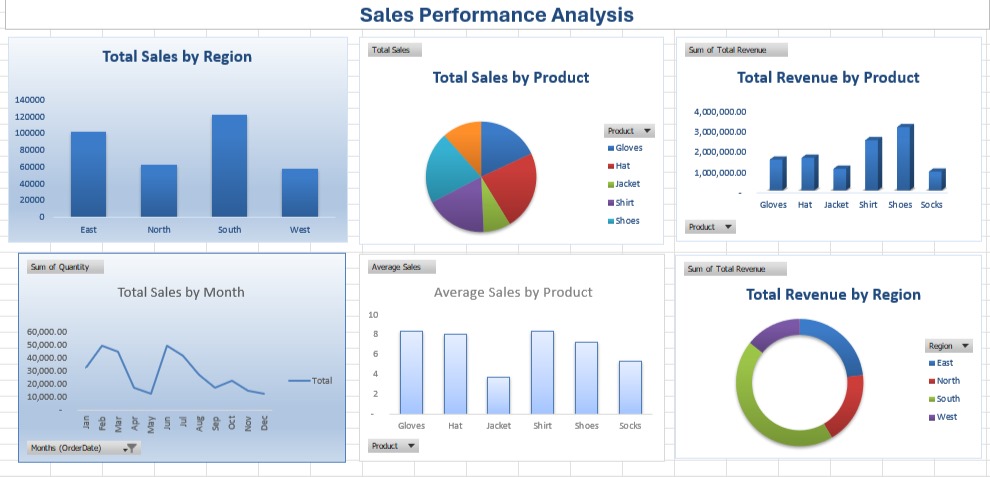 Sales Performance Analysis
Total Sales by Region
140000
120000
100000
80000
60000
40000
20000
0
East North South West
Total Sales
Total Sales by Product
Product
Gloves
Hat
Jacket
Shirt
Shoes
Sum of Total Revenue
Total Revenue by Product
4,000,000.00
3,000,000.00
2,000,000.00
1,000,000.00
-
Gloves Hat Jacket Shirt Shoes Socks
Product
Sum of Quantity
Total Sales by Month
60,000.00
50,000.00
40,000.00
30,000.00
20,000.00
10,000.00
-
Jan Feb Mar Apr May Jun Jul Aug Sep Oct Nov Dec
Total
Months (OrderDate)
Average Sales
Average Sales by Product
10
8
6
4
2
-
Gloves Hat Jacket Shirt Shoes Socks
Product
Sum of Total Revenue
Total Revenue by Region
Region
East
North
South
West